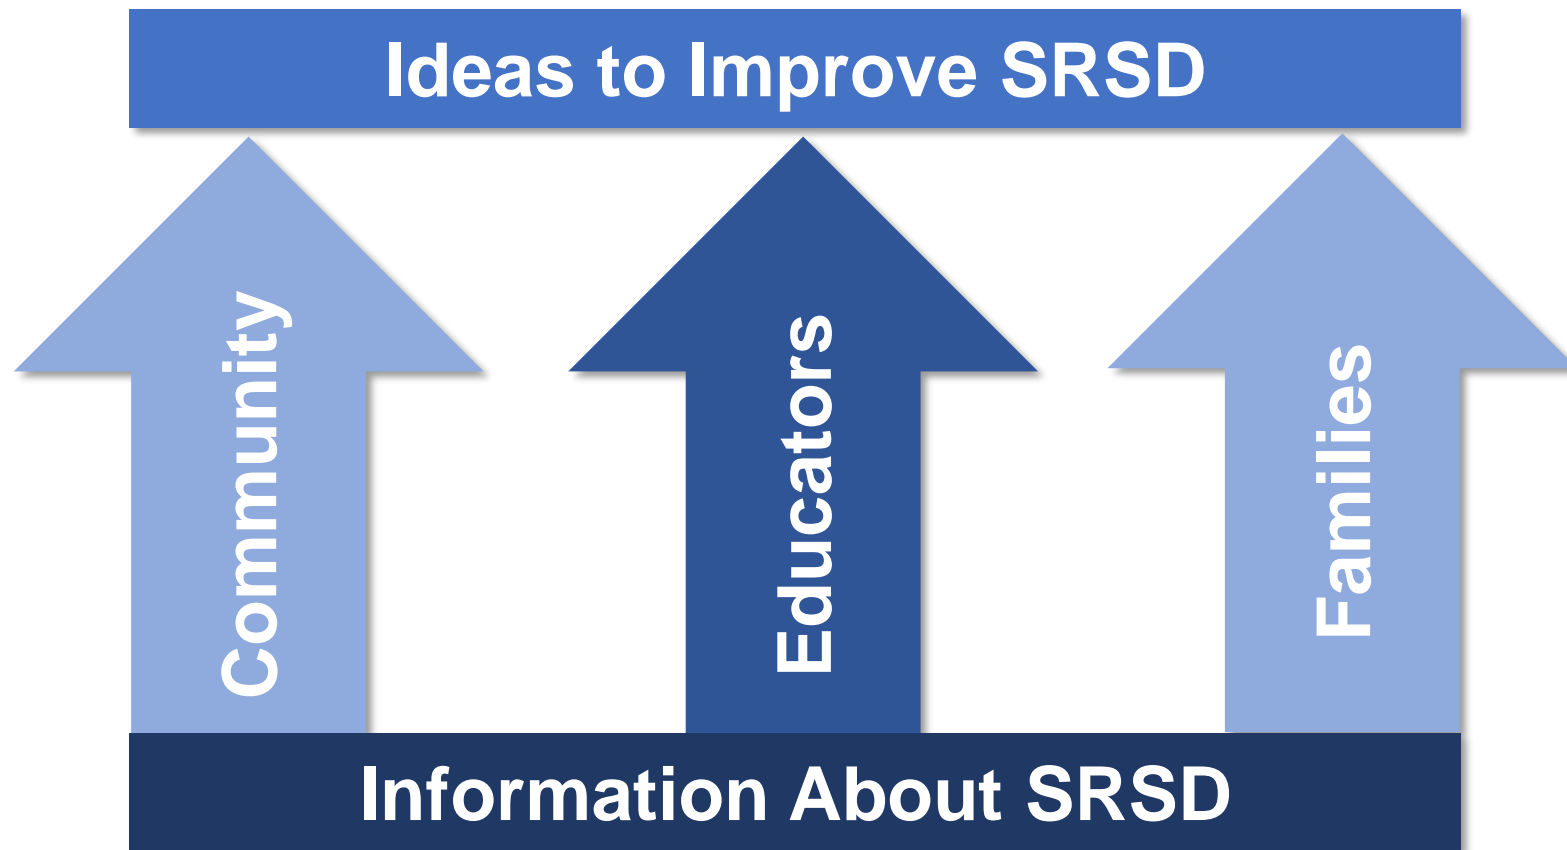 Ideas to Improve SRSD
Community
Educators
Families
Information About SRSD